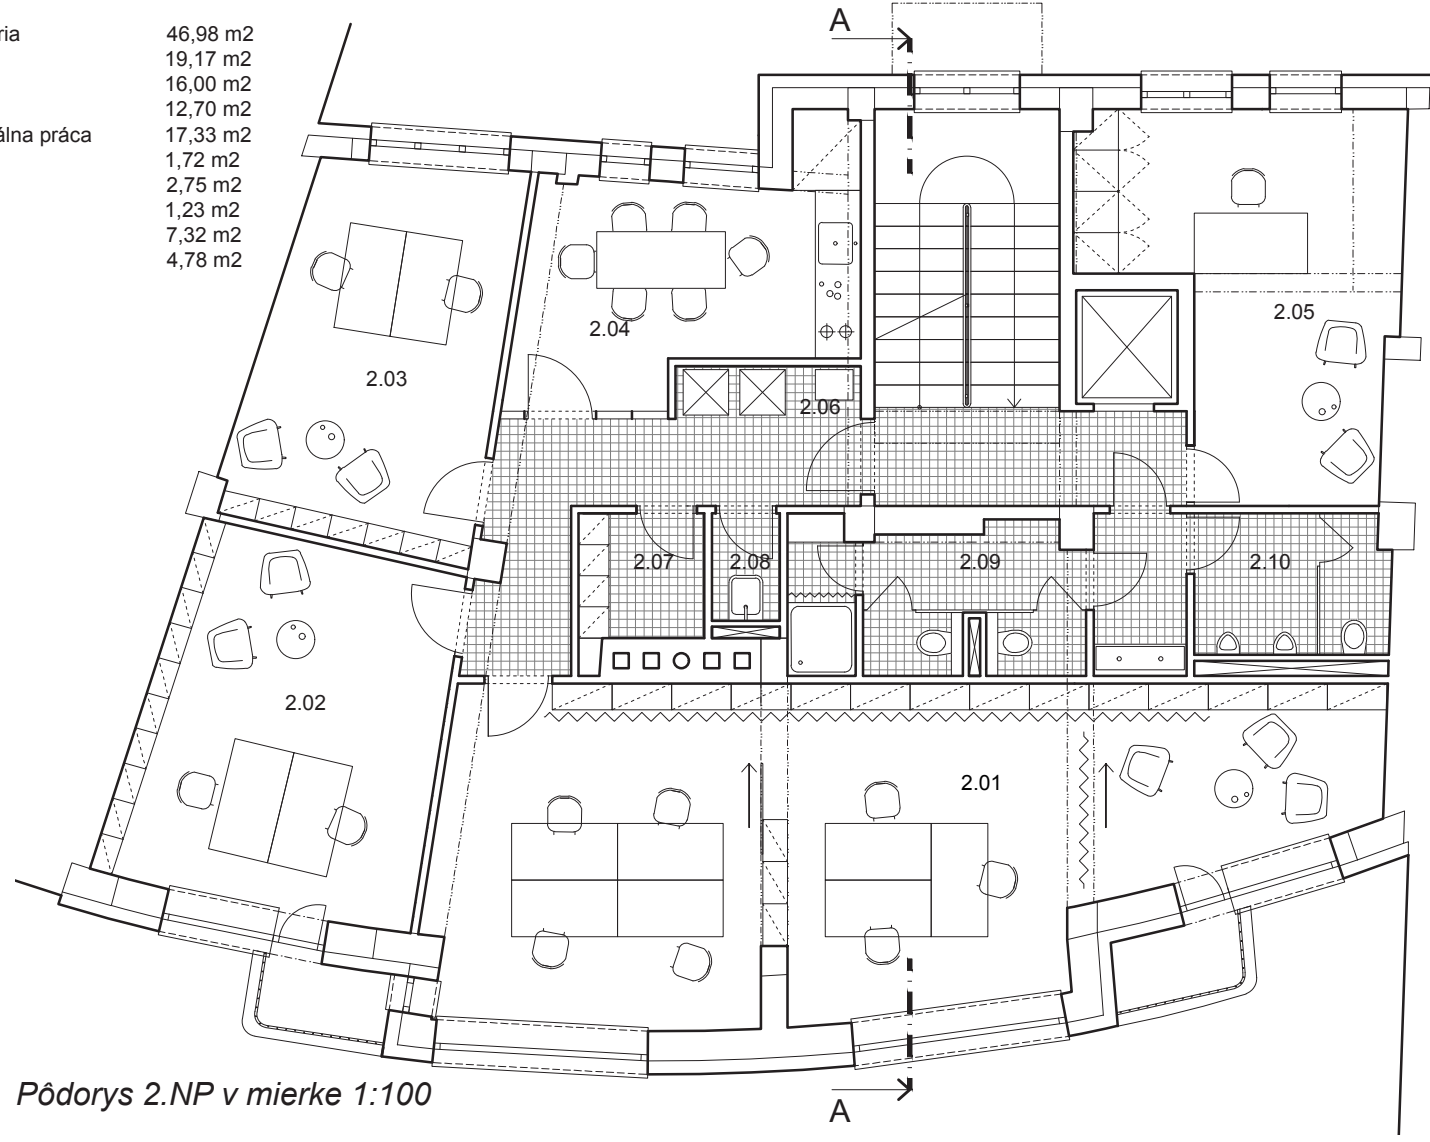 ria 46,98 m2
19,17 m2
16,00 m2
12,70 m2
álna práca 17,33 m2
1,72 m2
2,75 m2
1,23 m2
7,32 m2
4,78 m2
A
2.05
2.04
2.03
2.06
2.07
2.08
2.09
2.10
2.02
2.01
Pôdorys 2.NP v mierke 1:100
A